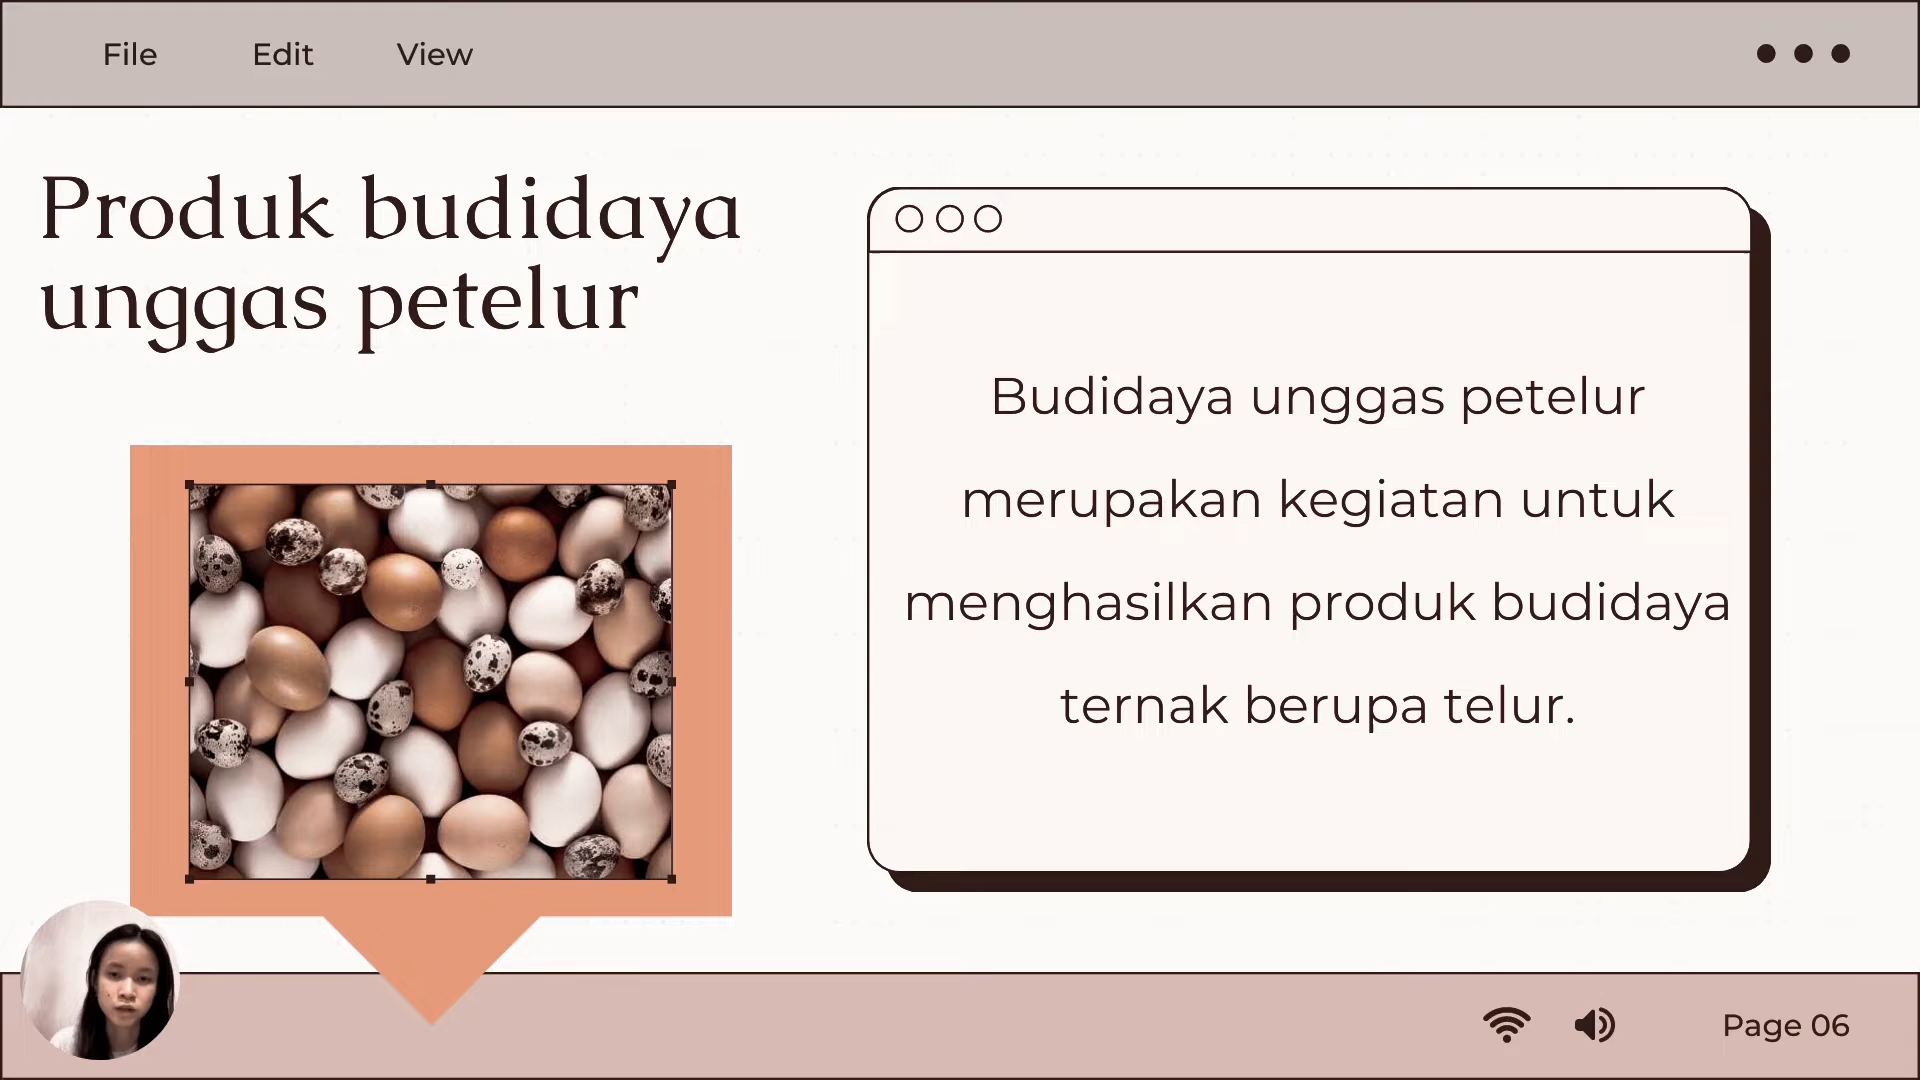 File Edit View
Produk budidaya
unggas petelur
Budidaya unggas petelur
merupakan kegiatan untuk
menghasilkan produk budidaya
ternak berupa telur.
Page 06